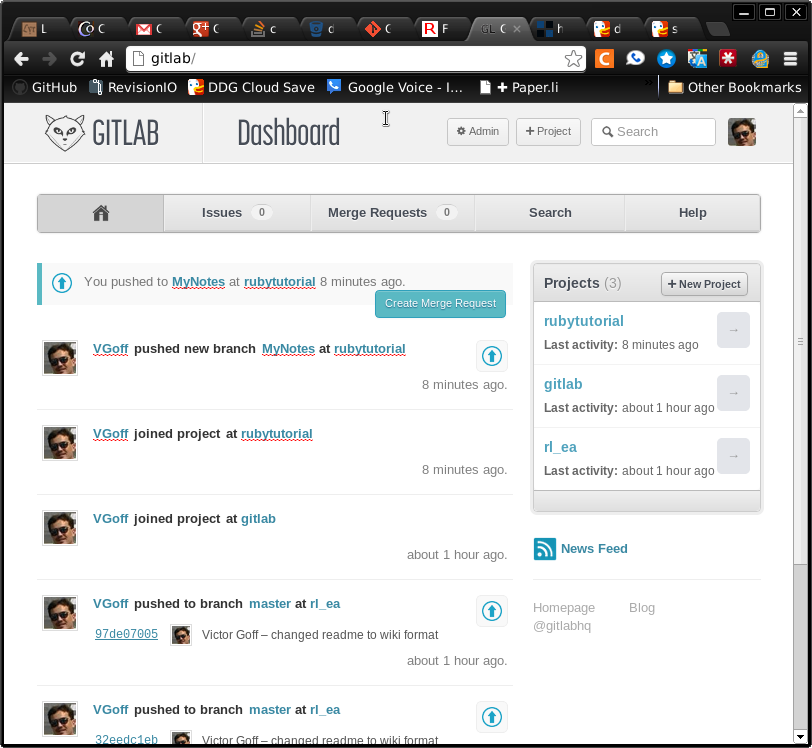 L
C
C
C
c
d
C
R F
GL C ×
h
d
s
gitlab/
GitHub RevisionIO DDG Cloud Save Google Voice - I... + Paper.li » Other Bookmarks
GITLAB Dashboard Admin + Project Search
Issues 0 Merge Requests 0 Search Help
You pushed to MyNotes at rubytutorial 8 minutes ago.
Create Merge Request
VGoff pushed new branch MyNotes at rubytutorial
8 minutes ago.
VGoff joined project at rubytutorial
8 minutes ago.
VGoff joined project at gitlab
about 1 hour ago.
VGoff pushed to branch master at rl_ea
97de07005 Victor Goff – changed readme to wiki format
about 1 hour ago.
VGoff pushed to branch master at rl_ea
32eedc1eb Victor Goff – changed readme to wiki format
Projects (3) + New Project
rubytutorial
Last activity: 8 minutes ago
gitlab
Last activity: about 1 hour ago
rl_ea
Last activity: about 1 hour ago
News Feed
Homepage Blog
@gitlabhq